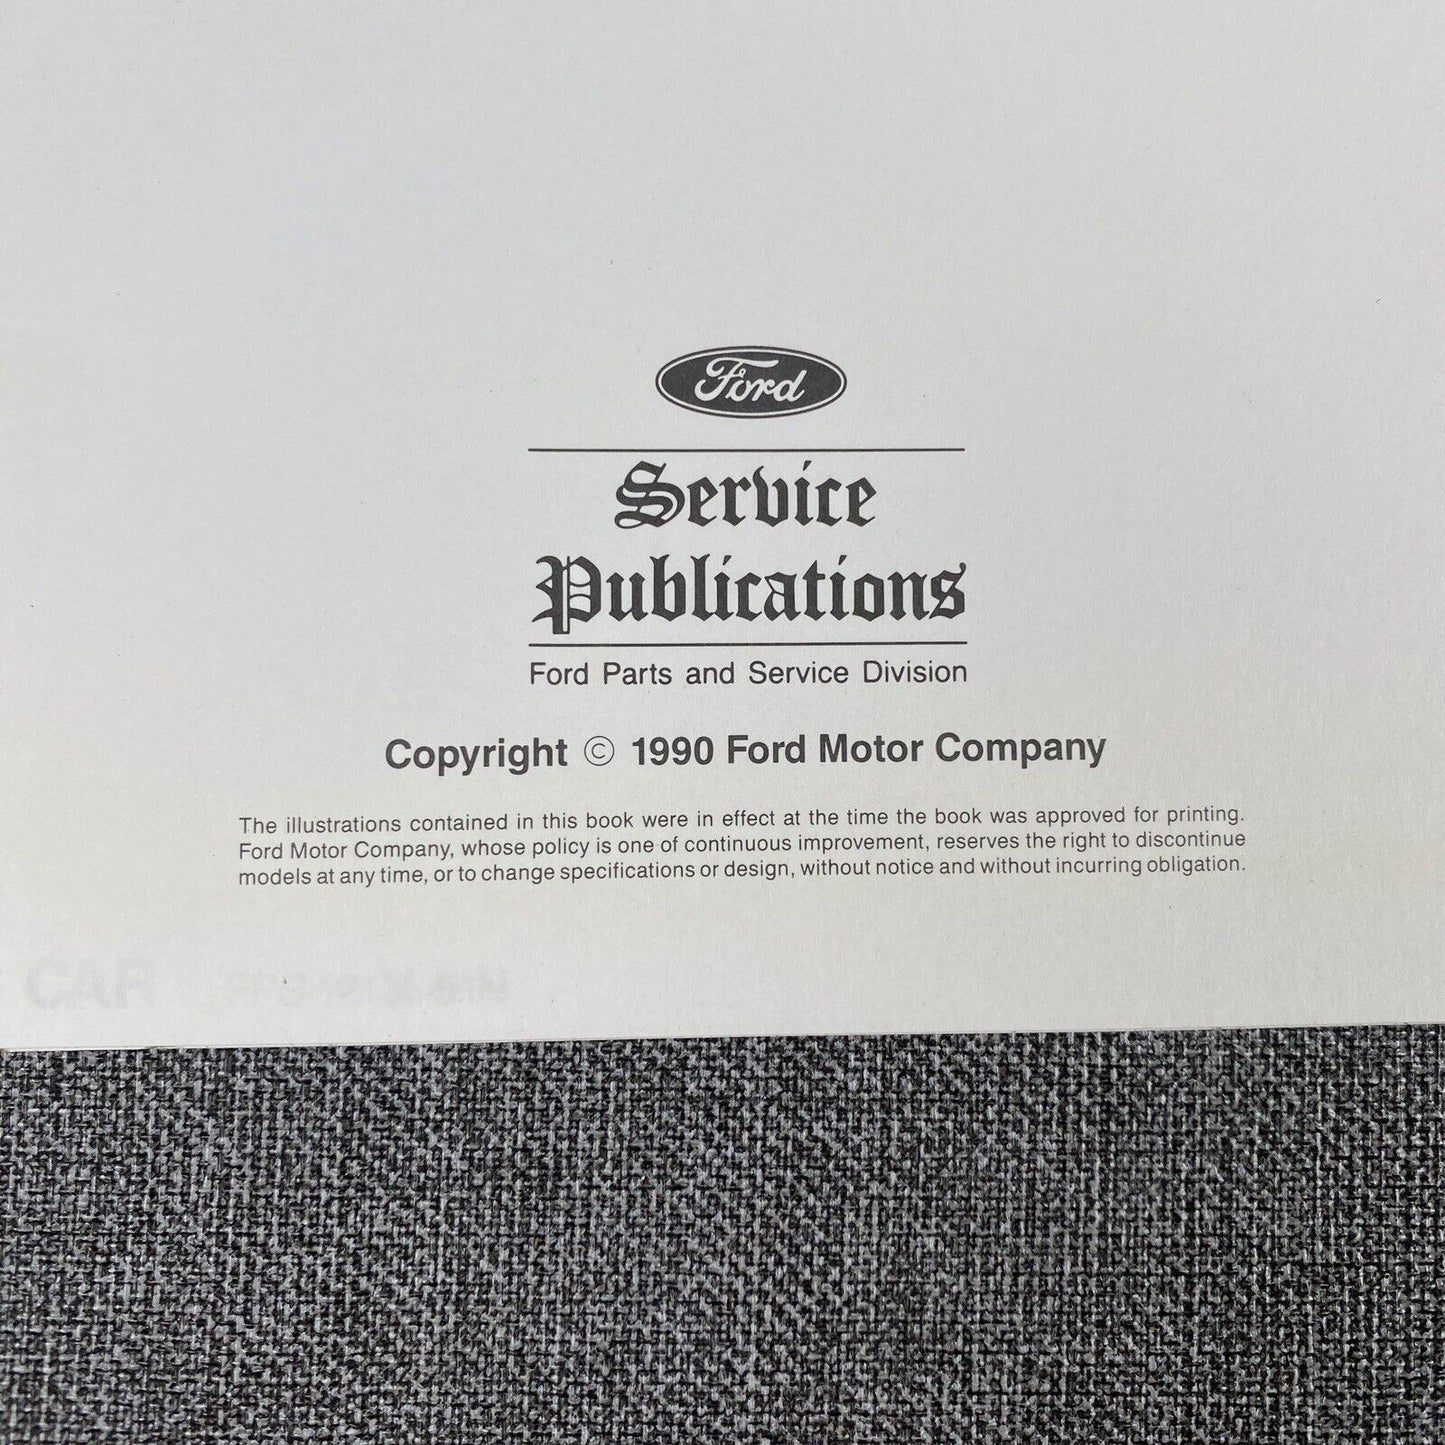 Ford
Service
Publications
Ford Parts and Service Division
Copyright © 1990 Ford Motor Company
The illustrations contained in this book were in effect at the time the book was approved for printing.
Ford Motor Company, whose policy is one of continuous improvement, reserves the right to discontinue
models at any time, or to change specifications or design, without notice and without incurring obligation.
CAR